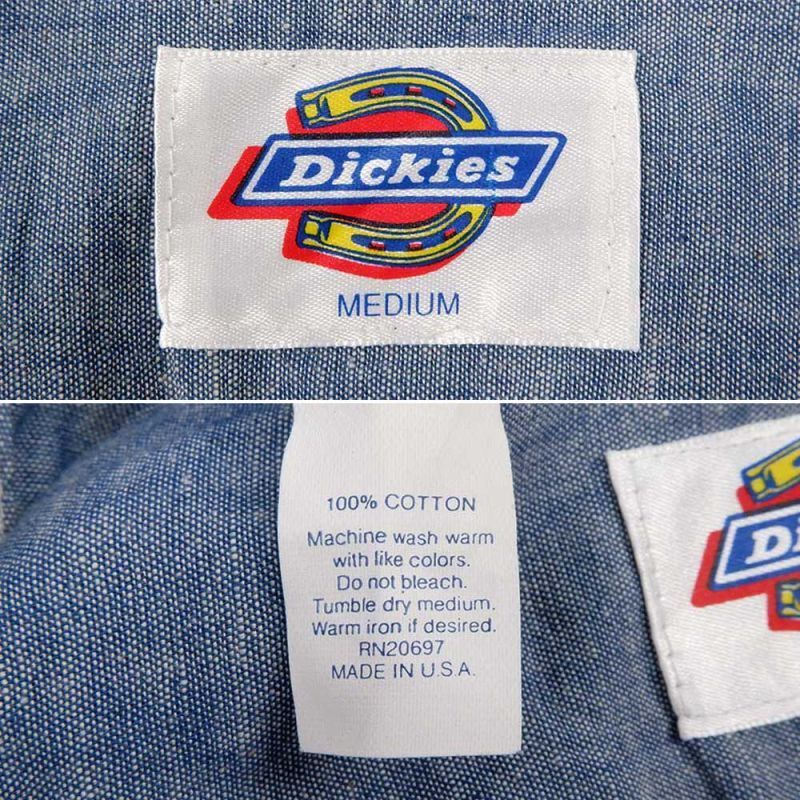 Dickies
MEDIUM
100% COTTON
Machine wash warm
with like colors.
Do not bleach.
Tumble dry medium.
Warm iron if desired.
RN20697
MADE IN U.S.A.
Di